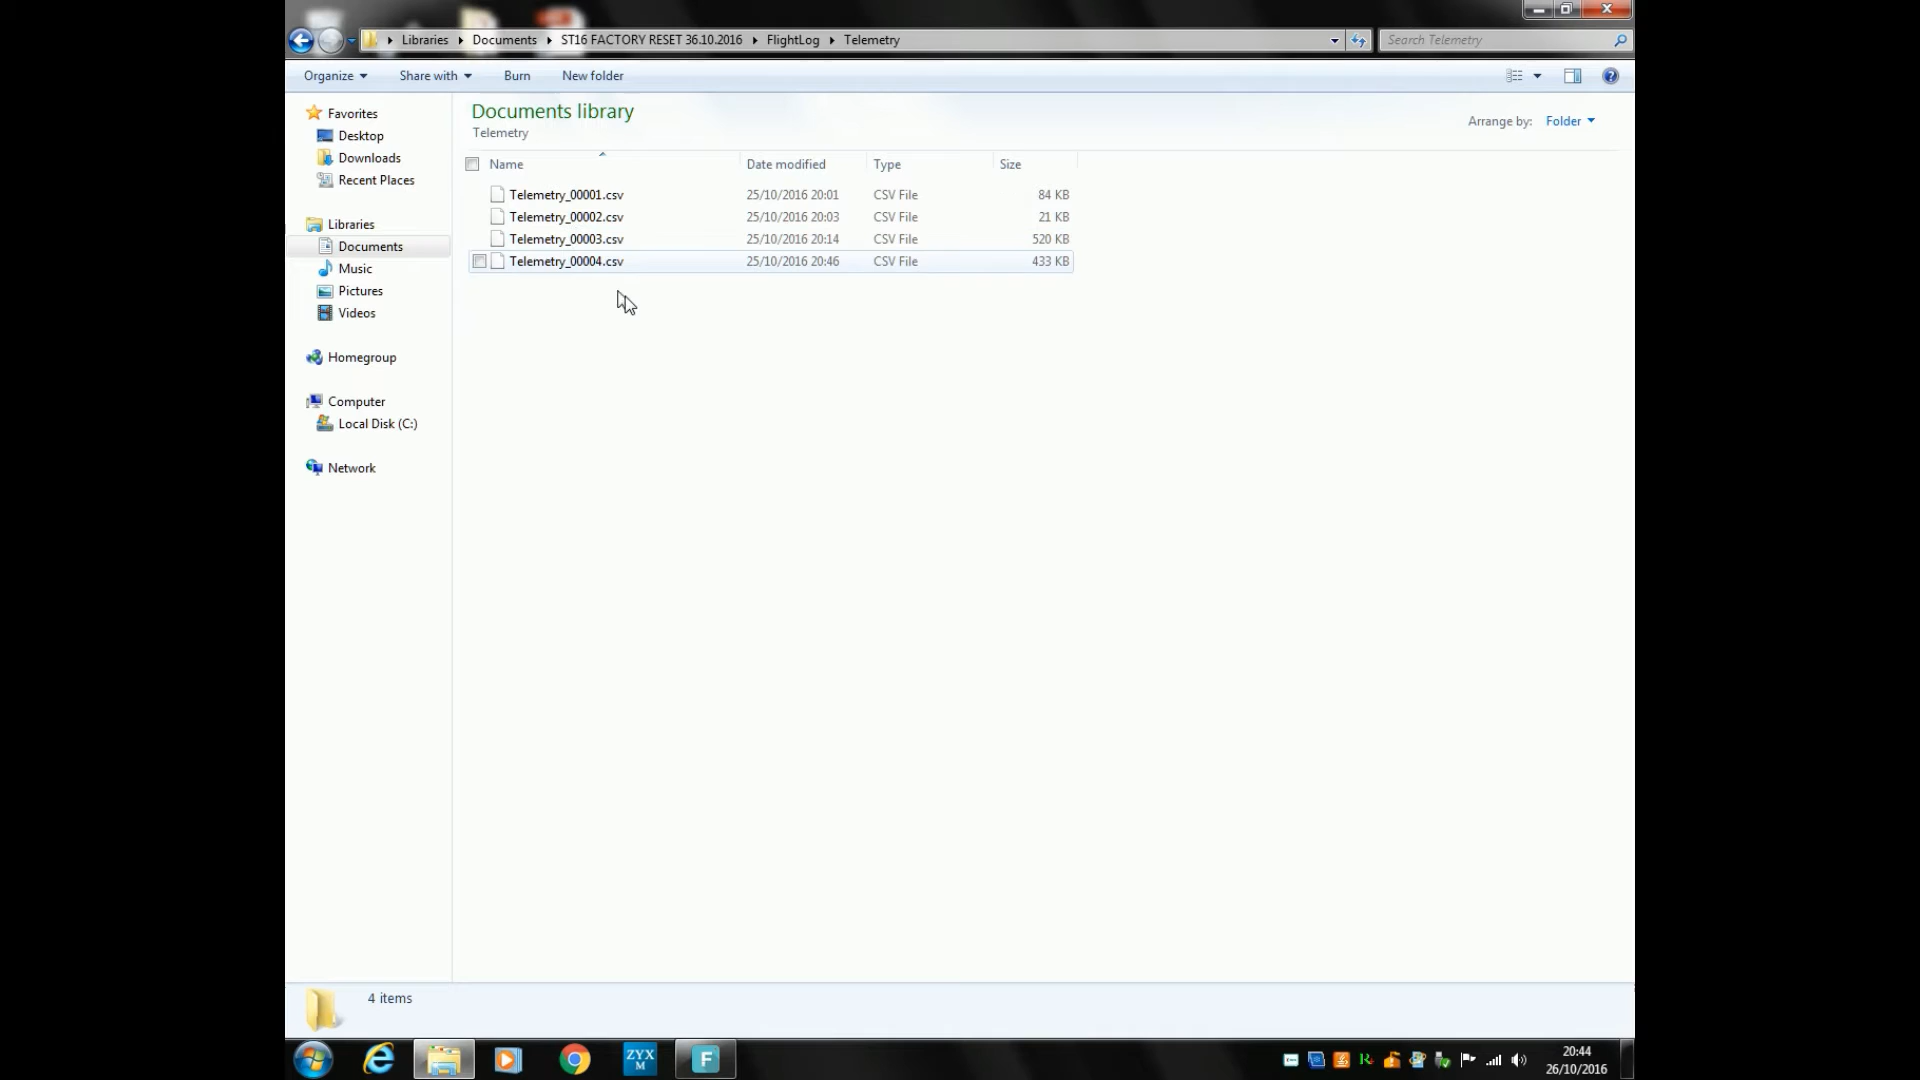 Libraries Documents ST16 FACTORY RESET 36.10.2016 FlightLog Telemetry
Search Telemetry
Organize Share with Burn New folder
Favorites
Desktop
Downloads
Recent Places
Libraries
Documents
Music
Pictures
Videos
Homegroup
Computer
Local Disk (C:)
Network
Documents library
Telemetry
Arrange by: Folder
Name Date modified Type Size
Telemetry_00001.csv 25/10/2016 20:01 CSV File 84 KB
Telemetry_00002.csv 25/10/2016 20:03 CSV File 21 KB
Telemetry_00003.csv 25/10/2016 20:14 CSV File 520 KB
Telemetry_00004.csv 25/10/2016 20:46 CSV File 433 KB
4 items
ZYX
M
F
20:44
26/10/2016